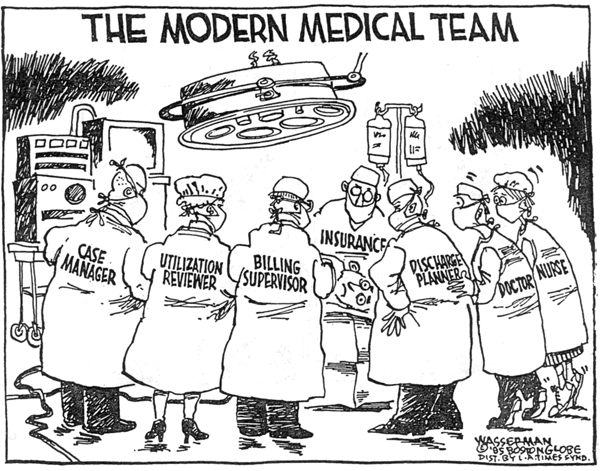 THE MODERN MEDICAL TEAM
CASE
MANAGER
UTILIZATION
REVIEWER
BILLING
SUPERVISOR
INSURANCE
DISCHARGE
PLANNER
DOCTOR
NURSE
WASSERMAN
©'95 BOSTON GLOBE
DIST. BY L.A. TIMES SYND.